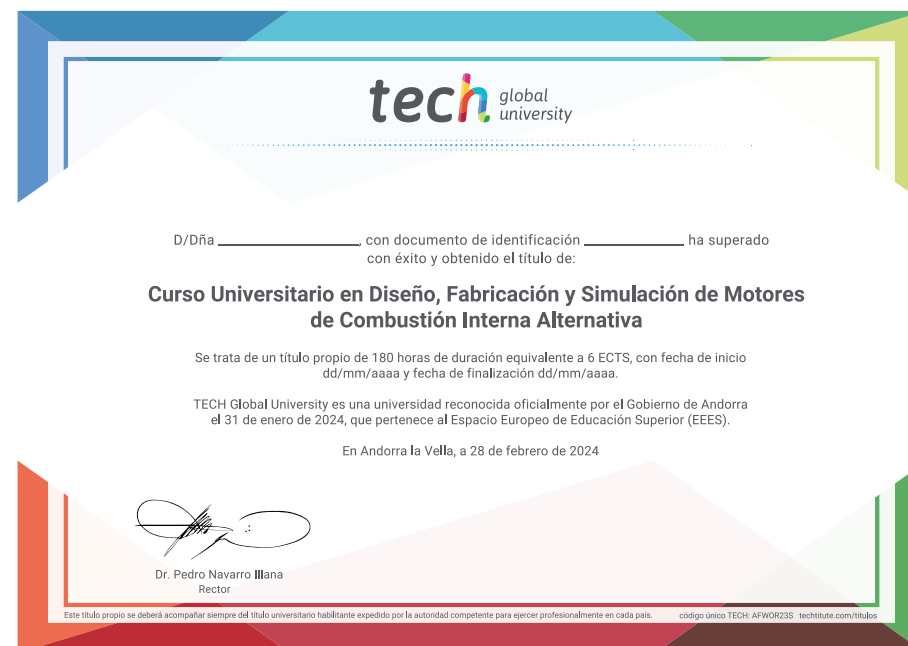 tech global university
D/Dña ____________________, con documento de identificación ______________ ha superado
con éxito y obtenido el título de:
Curso Universitario en Diseño, Fabricación y Simulación de Motores
de Combustión Interna Alternativa
Se trata de un título propio de 180 horas de duración equivalente a 6 ECTS, con fecha de inicio
dd/mm/aaaa y fecha de finalización dd/mm/aaaa.
TECH Global University es una universidad reconocida oficialmente por el Gobierno de Andorra
el 31 de enero de 2024, que pertenece al Espacio Europeo de Educación Superior (EEES).
En Andorra la Vella, a 28 de febrero de 2024
Dr. Pedro Navarro Illana
Rector
Este título propio se deberá acompañar siempre del título universitario habilitante expedido por la autoridad competente para ejercer profesionalmente en cada país. código único TECH: AFWOR23S techtitute.com/titulos